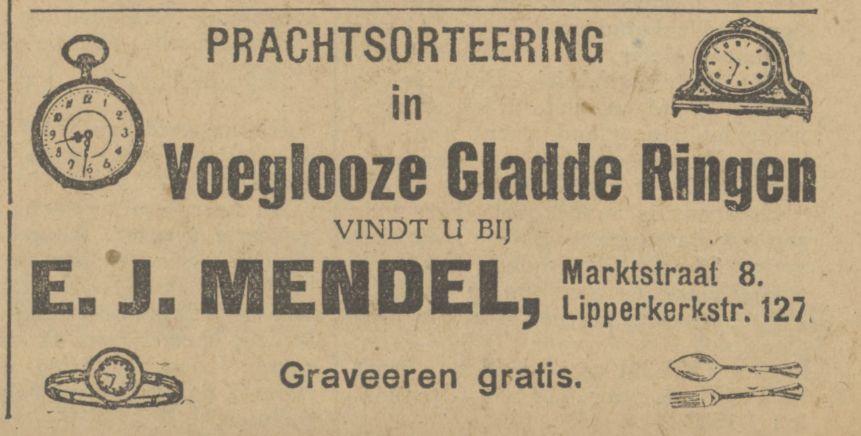 PRACHTSORTEERING
in
Voeglooze Gladde Ringen
VINDT U BIJ
E. J. MENDEL, Marktstraat 8.
Lipperkerkstr. 127.
Graveeren gratis.